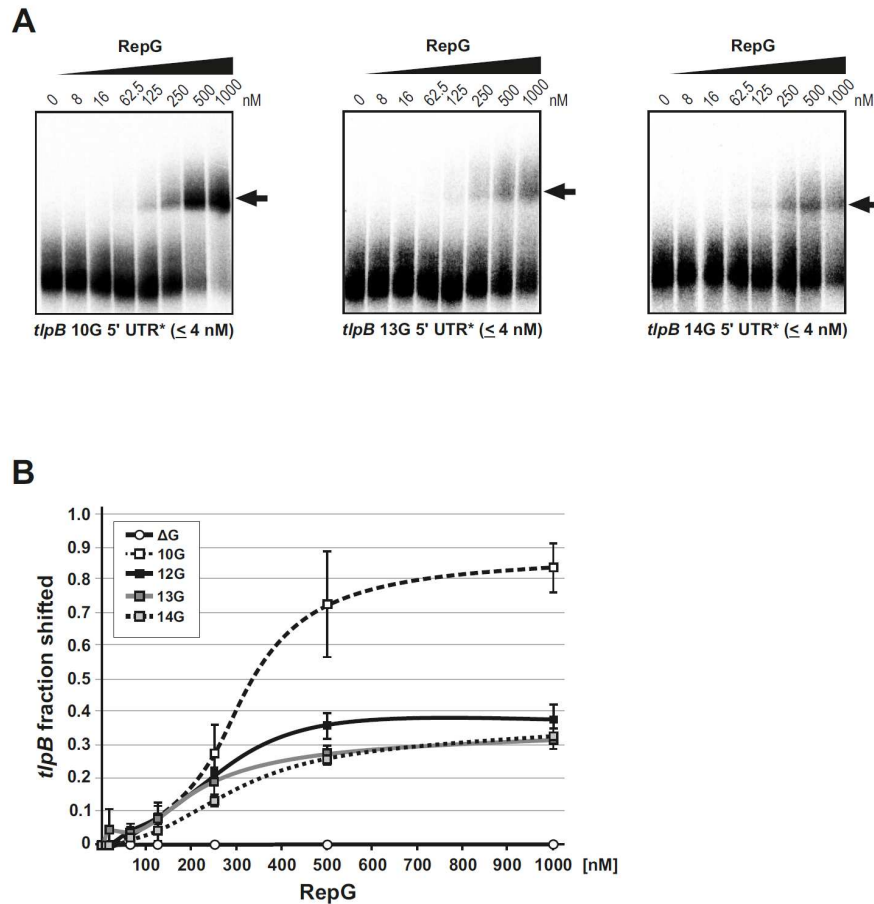 A
RepG
0 8 16 62.5 125 250 500 1000 nM
tlpB 10G 5' UTR* (≤ 4 nM)
RepG
0 8 16 62.5 125 250 500 1000 nM
tlpB 13G 5' UTR* (≤ 4 nM)
RepG
0 8 16 62.5 125 250 500 1000 nM
tlpB 14G 5' UTR* (≤ 4 nM)
B
tlpB fraction shifted
1.0
0.9
0.8
0.7
0.6
0.5
0.4
0.3
0.2
0.1
0
ΔG
10G
12G
13G
14G
100 200 300 400 500 600 700 800 900 1000 [nM]
RepG